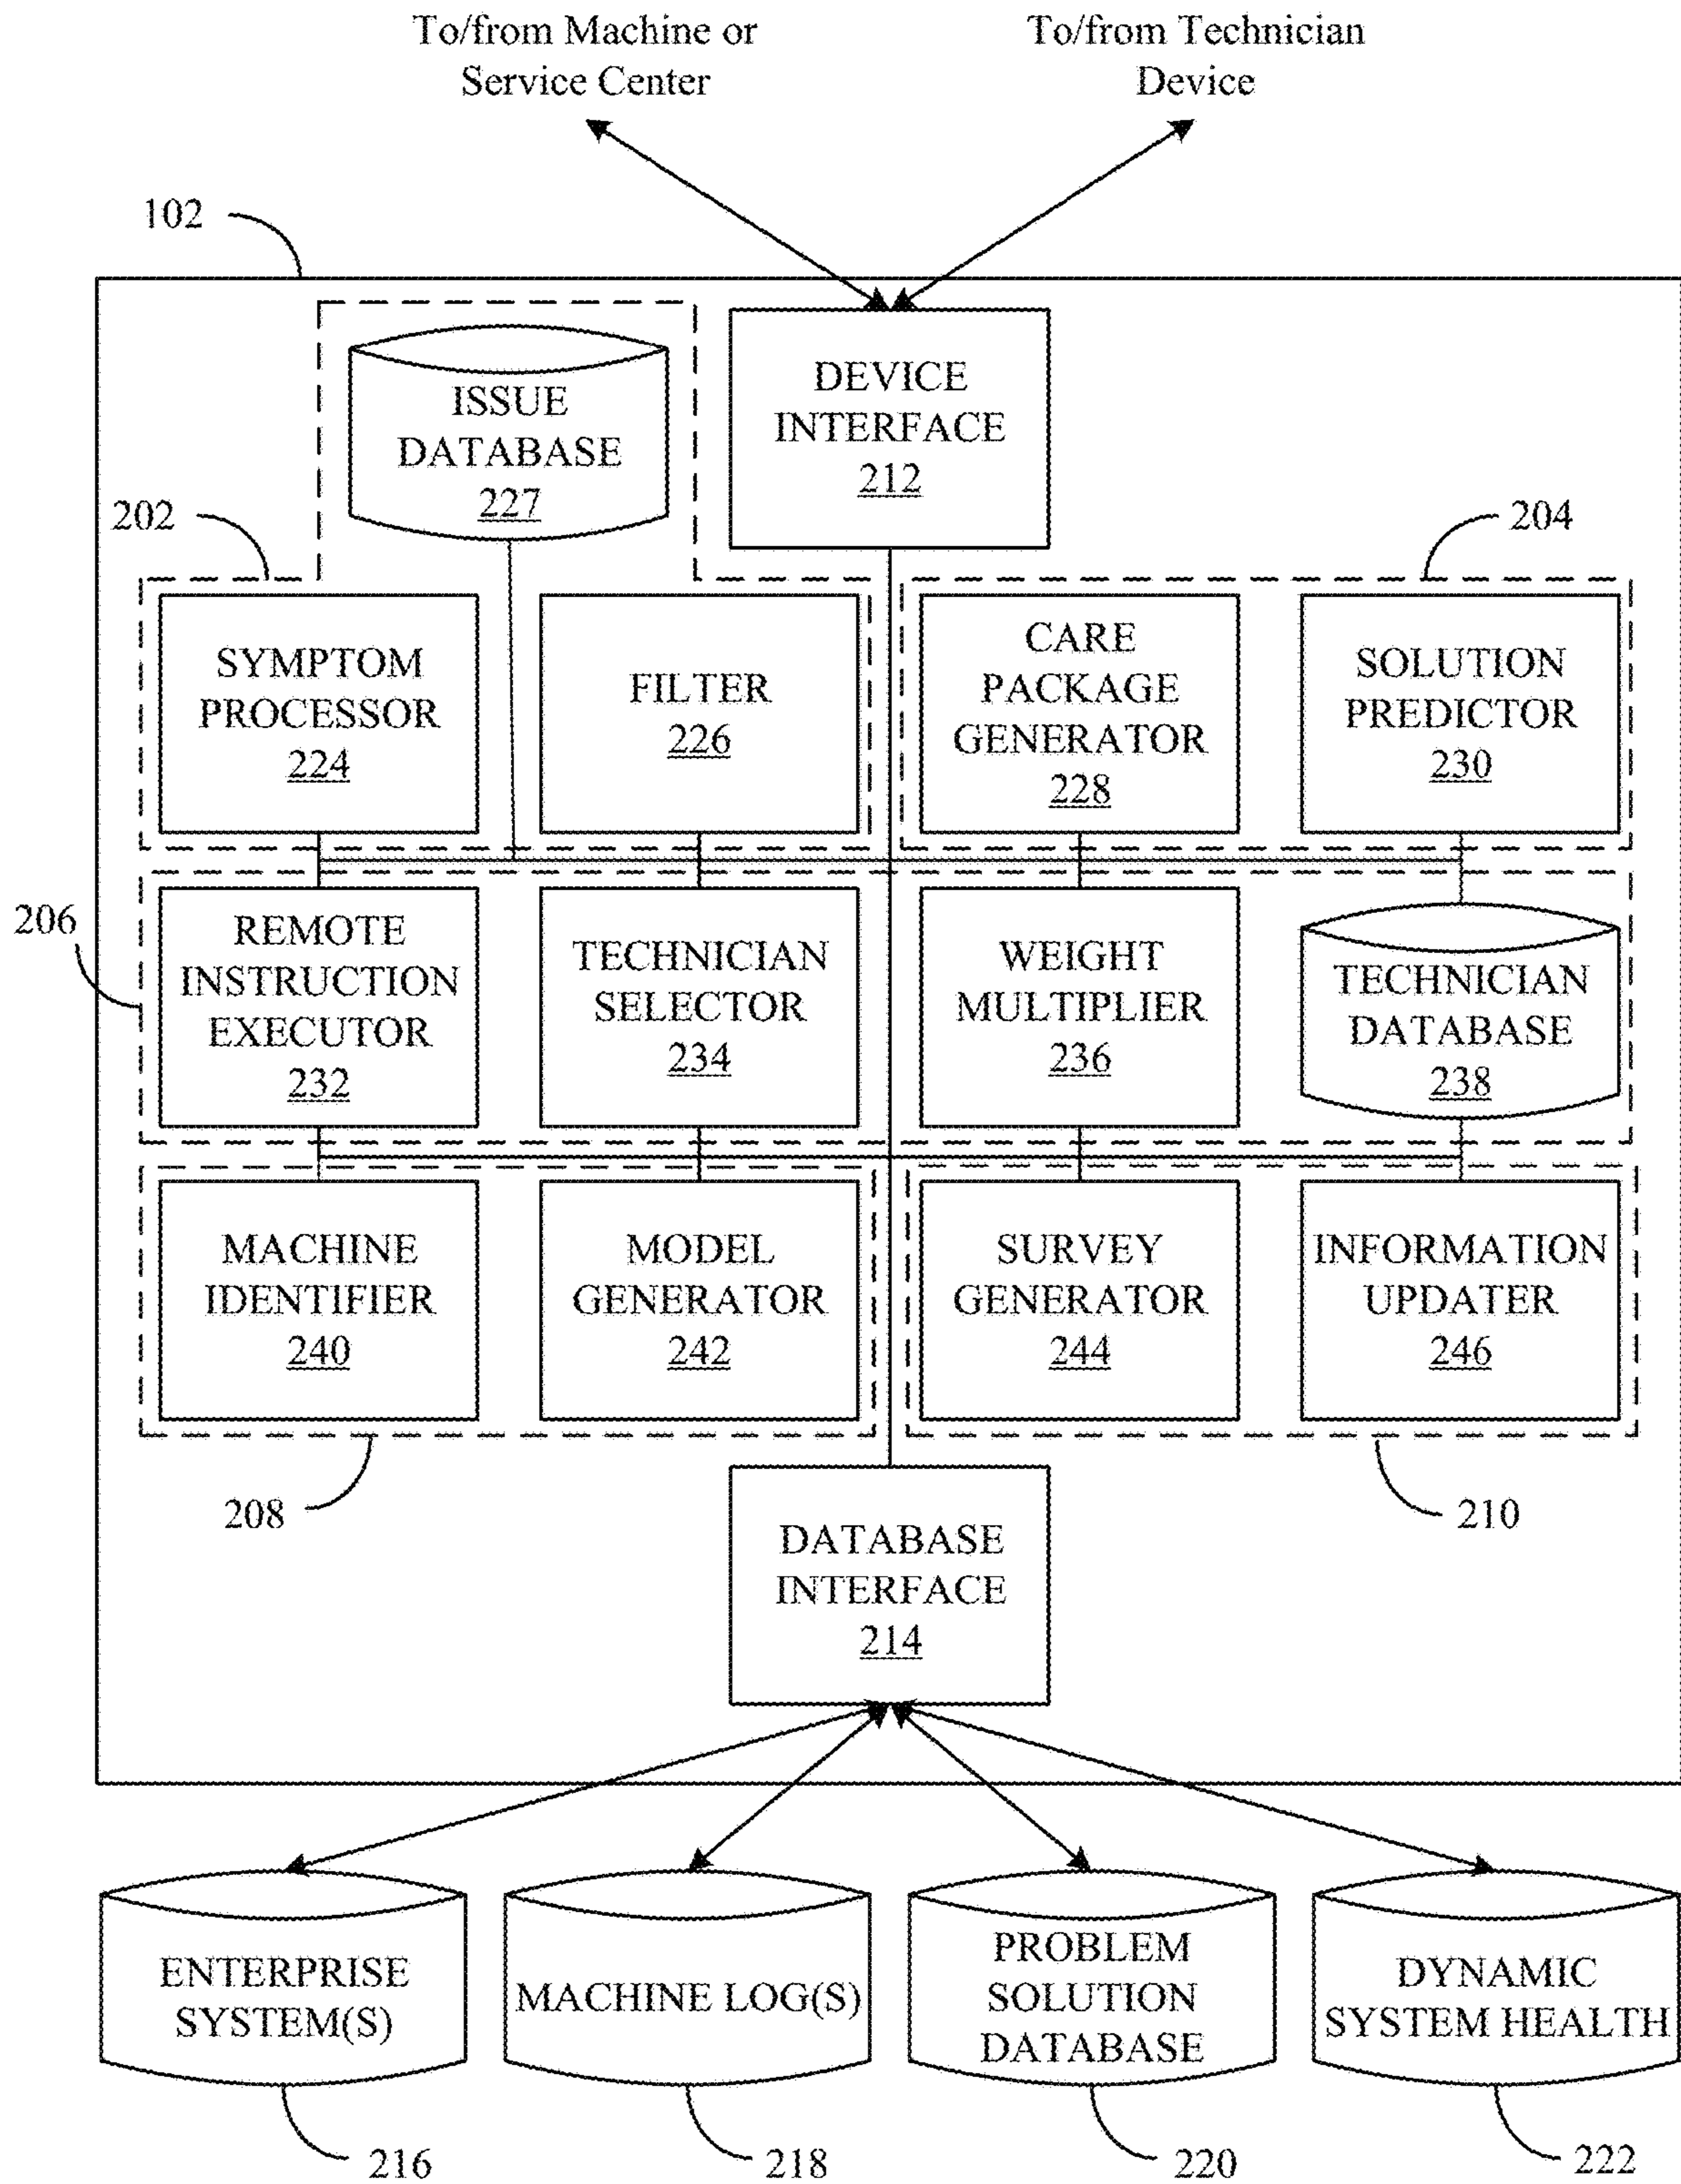 To/from Machine or
Service Center
To/from Technician
Device
102
ISSUE
DATABASE
227
DEVICE
INTERFACE
212
202
204
SYMPTOM
PROCESSOR
224
FILTER
226
CARE
PACKAGE
GENERATOR
228
SOLUTION
PREDICTOR
230
206
REMOTE
INSTRUCTION
EXECUTOR
232
TECHNICIAN
SELECTOR
234
WEIGHT
MULTIPLIER
236
TECHNICIAN
DATABASE
238
MACHINE
IDENTIFIER
240
MODEL
GENERATOR
242
SURVEY
GENERATOR
244
INFORMATION
UPDATER
246
208
210
DATABASE
INTERFACE
214
ENTERPRISE
SYSTEM(S)
MACHINE LOG(S)
PROBLEM
SOLUTION
DATABASE
DYNAMIC
SYSTEM HEALTH
216
218
220
222